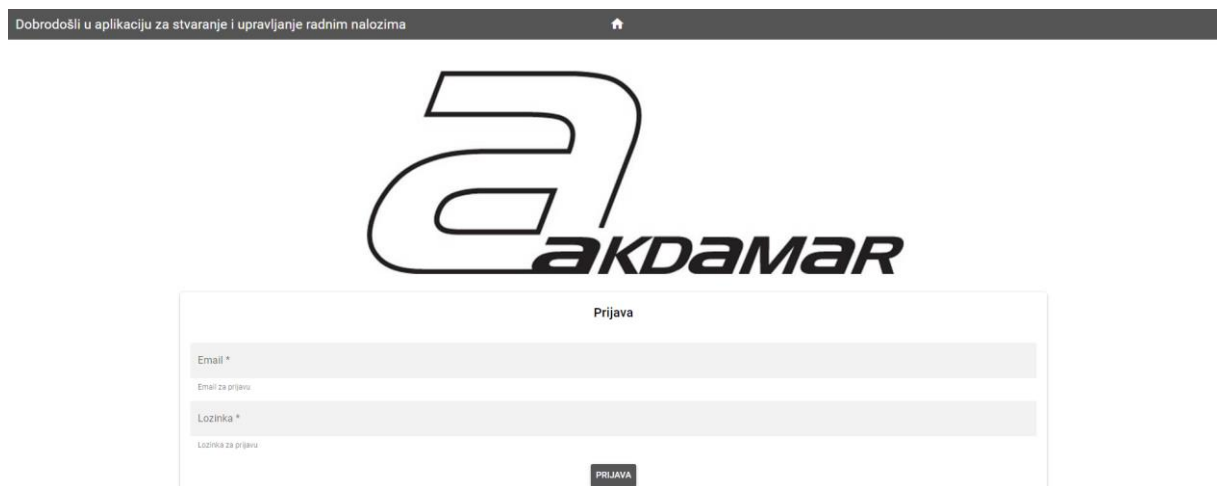 Dobrodošli u aplikaciju za stvaranje i upravljanje radnim nalozima
a
aKDaMaR
Prijava
Email *
Email za prijavu
Lozinka *
Lozinka za prijavu
PRIJAVA